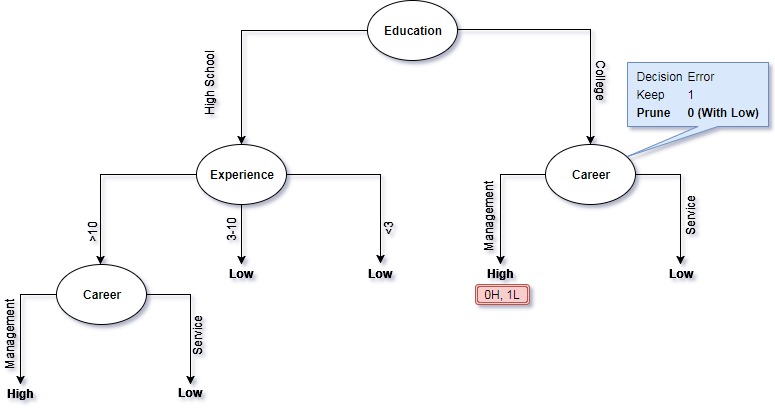 Education
High School
College
Decision Error
Keep 1
Prune 0 (With Low)
Experience
Career
>10
3-10
<3
Management
Service
Low
Low
High
Low
0H, 1L
Career
Management
Service
High
Low